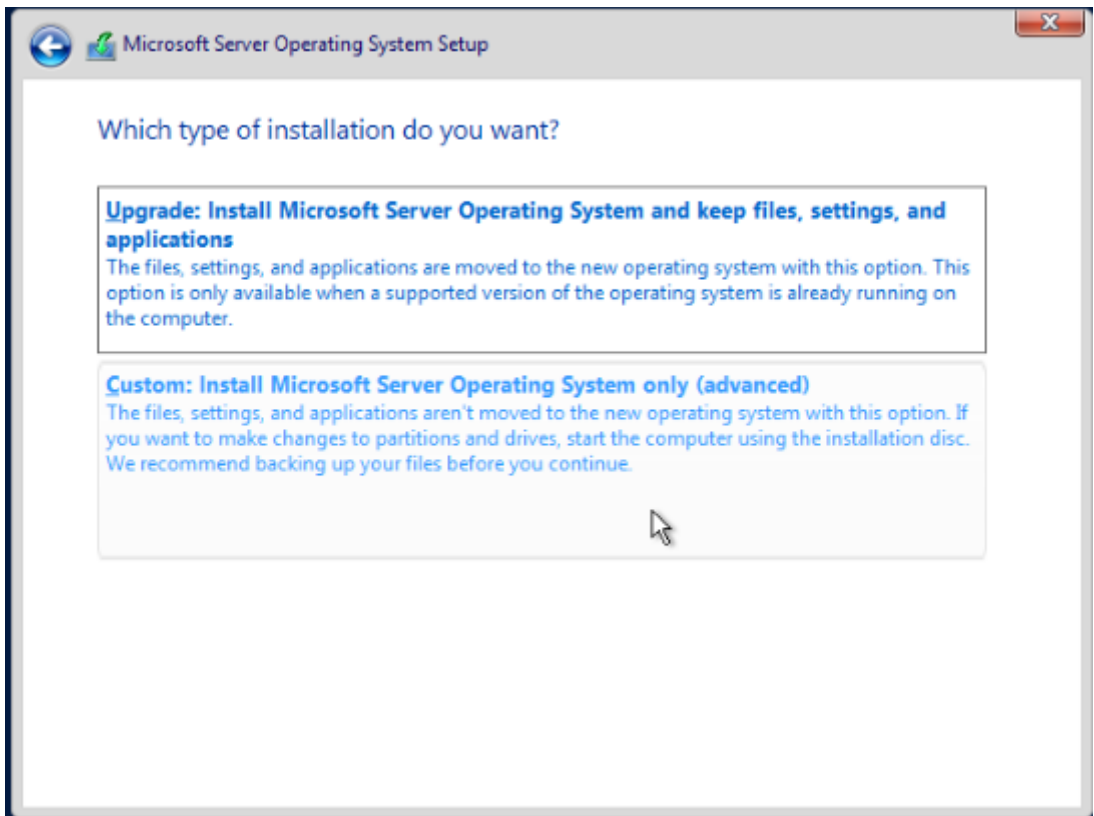 Microsoft Server Operating System Setup
Which type of installation do you want?
Upgrade: Install Microsoft Server Operating System and keep files, settings, and
applications
The files, settings, and applications are moved to the new operating system with this option. This
option is only available when a supported version of the operating system is already running on
the computer.
Custom: Install Microsoft Server Operating System only (advanced)
The files, settings, and applications aren't moved to the new operating system with this option. If
you want to make changes to partitions and drives, start the computer using the installation disc.
We recommend backing up your files before you continue.